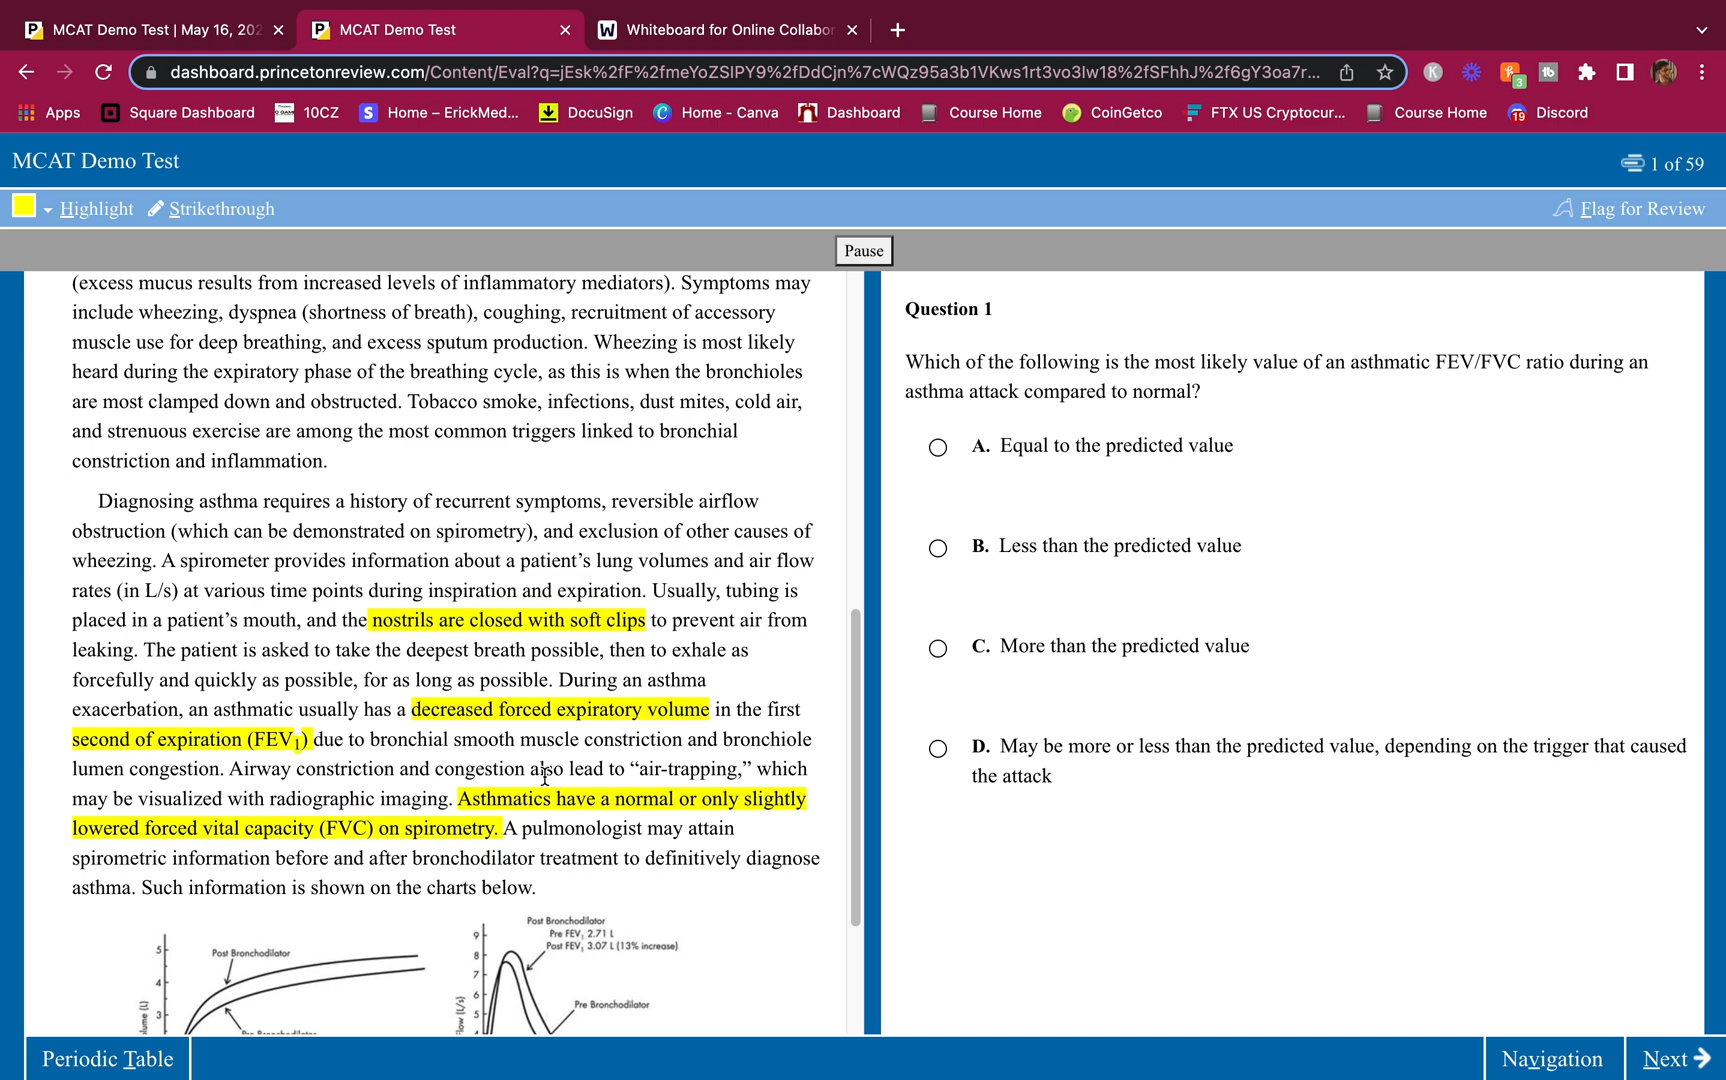 MCAT Demo Test | May 16, 202
MCAT Demo Test
Whiteboard for Online Collabor
dashboard.princetonreview.com/Content/Eval?q=jEsk%2fF%2fmeYoZSIPY9%2fDdCjn%7cWQz95a3b1VKws1rt3vo3lw18%2fSFhhJ%2f6gY3oa7r...
Apps
Square Dashboard
10CZ
Home – ErickMed...
DocuSign
Home - Canva
Dashboard
Course Home
CoinGetco
FTX US Cryptocur...
Course Home
19
Discord
MCAT Demo Test
1 of 59
Highlight
Strikethrough
Flag for Review
Pause
(excess mucus results from increased levels of inflammatory mediators). Symptoms may
include wheezing, dyspnea (shortness of breath), coughing, recruitment of accessory
muscle use for deep breathing, and excess sputum production. Wheezing is most likely
heard during the expiratory phase of the breathing cycle, as this is when the bronchioles
are most clamped down and obstructed. Tobacco smoke, infections, dust mites, cold air,
and strenuous exercise are among the most common triggers linked to bronchial
constriction and inflammation.
Diagnosing asthma requires a history of recurrent symptoms, reversible airflow
obstruction (which can be demonstrated on spirometry), and exclusion of other causes of
wheezing. A spirometer provides information about a patient’s lung volumes and air flow
rates (in L/s) at various time points during inspiration and expiration. Usually, tubing is
placed in a patient’s mouth, and the nostrils are closed with soft clips to prevent air from
leaking. The patient is asked to take the deepest breath possible, then to exhale as
forcefully and quickly as possible, for as long as possible. During an asthma
exacerbation, an asthmatic usually has a decreased forced expiratory volume in the first
second of expiration (FEV1) due to bronchial smooth muscle constriction and bronchiole
lumen congestion. Airway constriction and congestion also lead to “air-trapping,” which
may be visualized with radiographic imaging. Asthmatics have a normal or only slightly
lowered forced vital capacity (FVC) on spirometry. A pulmonologist may attain
spirometric information before and after bronchodilator treatment to definitively diagnose
asthma. Such information is shown on the charts below.
5
4
3
Post Bronchodilator
9
8
7
6
5
Flow (L/s)
Post Bronchodilator
Pre FEV1 2.71 L
Post FEV1 3.07 L (13% increase)
Pre Bronchodilator
Question 1
Which of the following is the most likely value of an asthmatic FEV/FVC ratio during an
asthma attack compared to normal?
A. Equal to the predicted value
B. Less than the predicted value
C. More than the predicted value
D. May be more or less than the predicted value, depending on the trigger that caused
the attack
Periodic Table
Navigation
Next